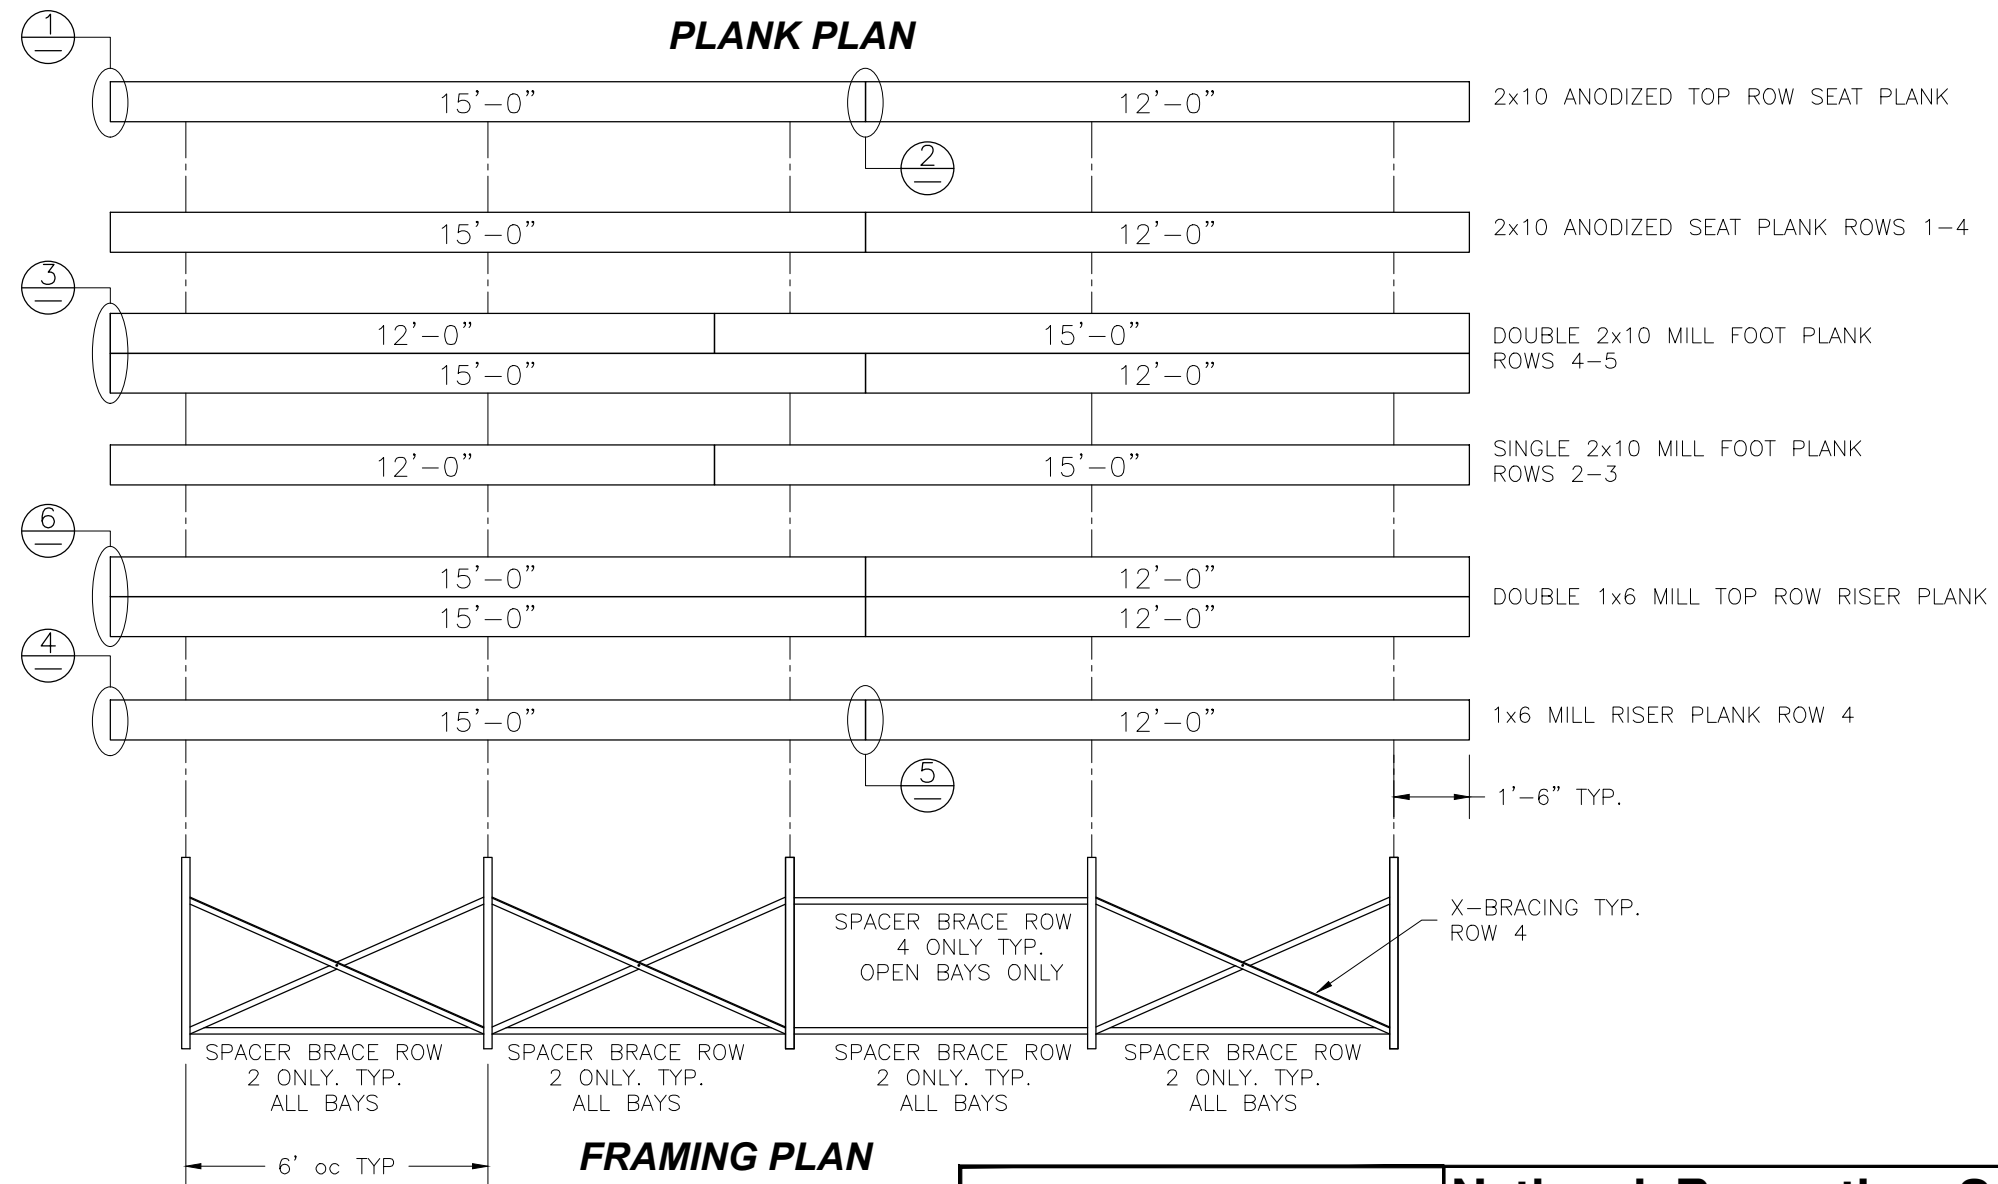 1
PLANK PLAN
15'-0"
12'-0"
2x10 ANODIZED TOP ROW SEAT PLANK
2
15'-0"
12'-0"
2x10 ANODIZED SEAT PLANK ROWS 1-4
3
12'-0"
15'-0"
15'-0"
12'-0"
DOUBLE 2x10 MILL FOOT PLANK
ROWS 4-5
12'-0"
15'-0"
SINGLE 2x10 MILL FOOT PLANK
ROWS 2-3
6
15'-0"
12'-0"
15'-0"
12'-0"
DOUBLE 1x6 MILL TOP ROW RISER PLANK
4
15'-0"
12'-0"
1x6 MILL RISER PLANK ROW 4
5
1'-6" TYP.
SPACER BRACE ROW
4 ONLY TYP.
OPEN BAYS ONLY
X-BRACING TYP.
ROW 4
SPACER BRACE ROW
2 ONLY. TYP.
ALL BAYS
SPACER BRACE ROW
2 ONLY. TYP.
ALL BAYS
SPACER BRACE ROW
2 ONLY. TYP.
ALL BAYS
SPACER BRACE ROW
2 ONLY. TYP.
ALL BAYS
6' oc TYP
FRAMING PLAN